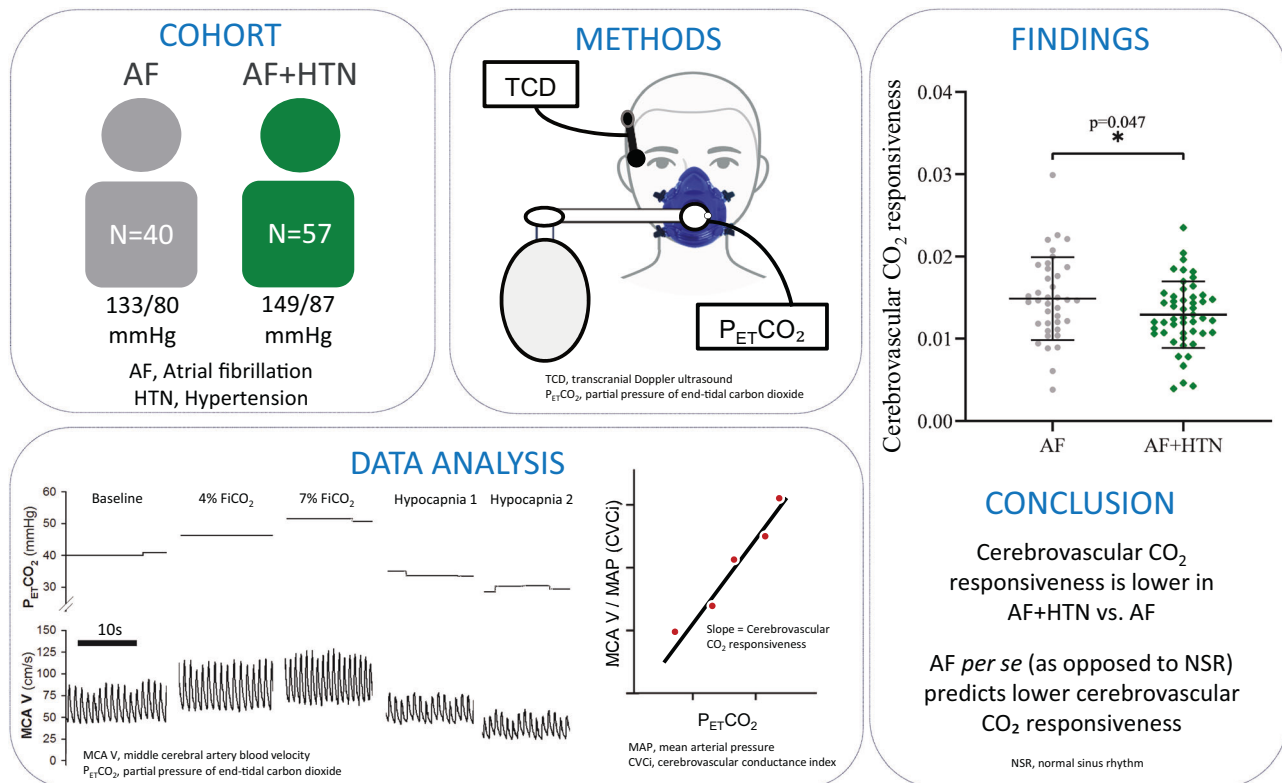 COHORT
AF
AF+HTN
N=40
N=57
133/80
mmHg
149/87
mmHg
AF, Atrial fibrillation
HTN, Hypertension
METHODS
TCD
P_ETCO₂
TCD, transcranial Doppler ultrasound
P_ETCO₂, partial pressure of end-tidal carbon dioxide
FINDINGS
Cerebrovascular CO₂ responsiveness
0.04
0.03
0.02
0.01
0.00
p=0.047
*
AF
AF+HTN
DATA ANALYSIS
Baseline
4% FiCO₂
7% FiCO₂
Hypocapnia 1
Hypocapnia 2
P_ETCO₂ (mmHg)
60
50
40
30
10s
MCA V (cm/s)
150
125
100
75
50
25
0
MCA V, middle cerebral artery blood velocity
P_ETCO₂, partial pressure of end-tidal carbon dioxide
MCA V / MAP (CVCi)
Slope = Cerebrovascular
CO₂ responsiveness
P_ETCO₂
MAP, mean arterial pressure
CVCi, cerebrovascular conductance index
CONCLUSION
Cerebrovascular CO₂
responsiveness is lower in
AF+HTN vs. AF
AF per se (as opposed to NSR)
predicts lower cerebrovascular
CO₂ responsiveness
NSR, normal sinus rhythm